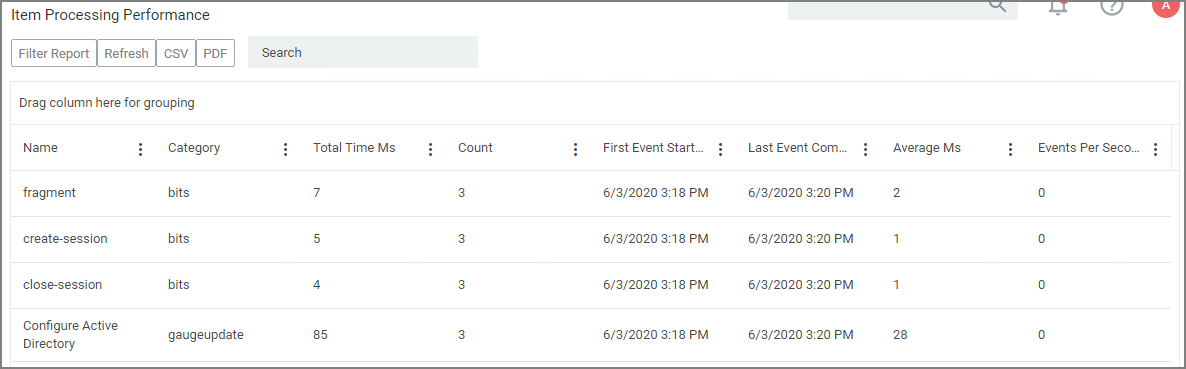 Item Processing Performance
A
Filter Report Refresh CSV PDF Search
Drag column here for grouping
Name Category Total Time Ms Count First Event Start... Last Event Com... Average Ms Events Per Seco...
fragment bits 7 3 6/3/2020 3:18 PM 6/3/2020 3:20 PM 2 0
create-session bits 5 3 6/3/2020 3:18 PM 6/3/2020 3:20 PM 1 0
close-session bits 4 3 6/3/2020 3:18 PM 6/3/2020 3:20 PM 1 0
Configure Active
Directory gaugeupdate 85 3 6/3/2020 3:18 PM 6/3/2020 3:20 PM 28 0